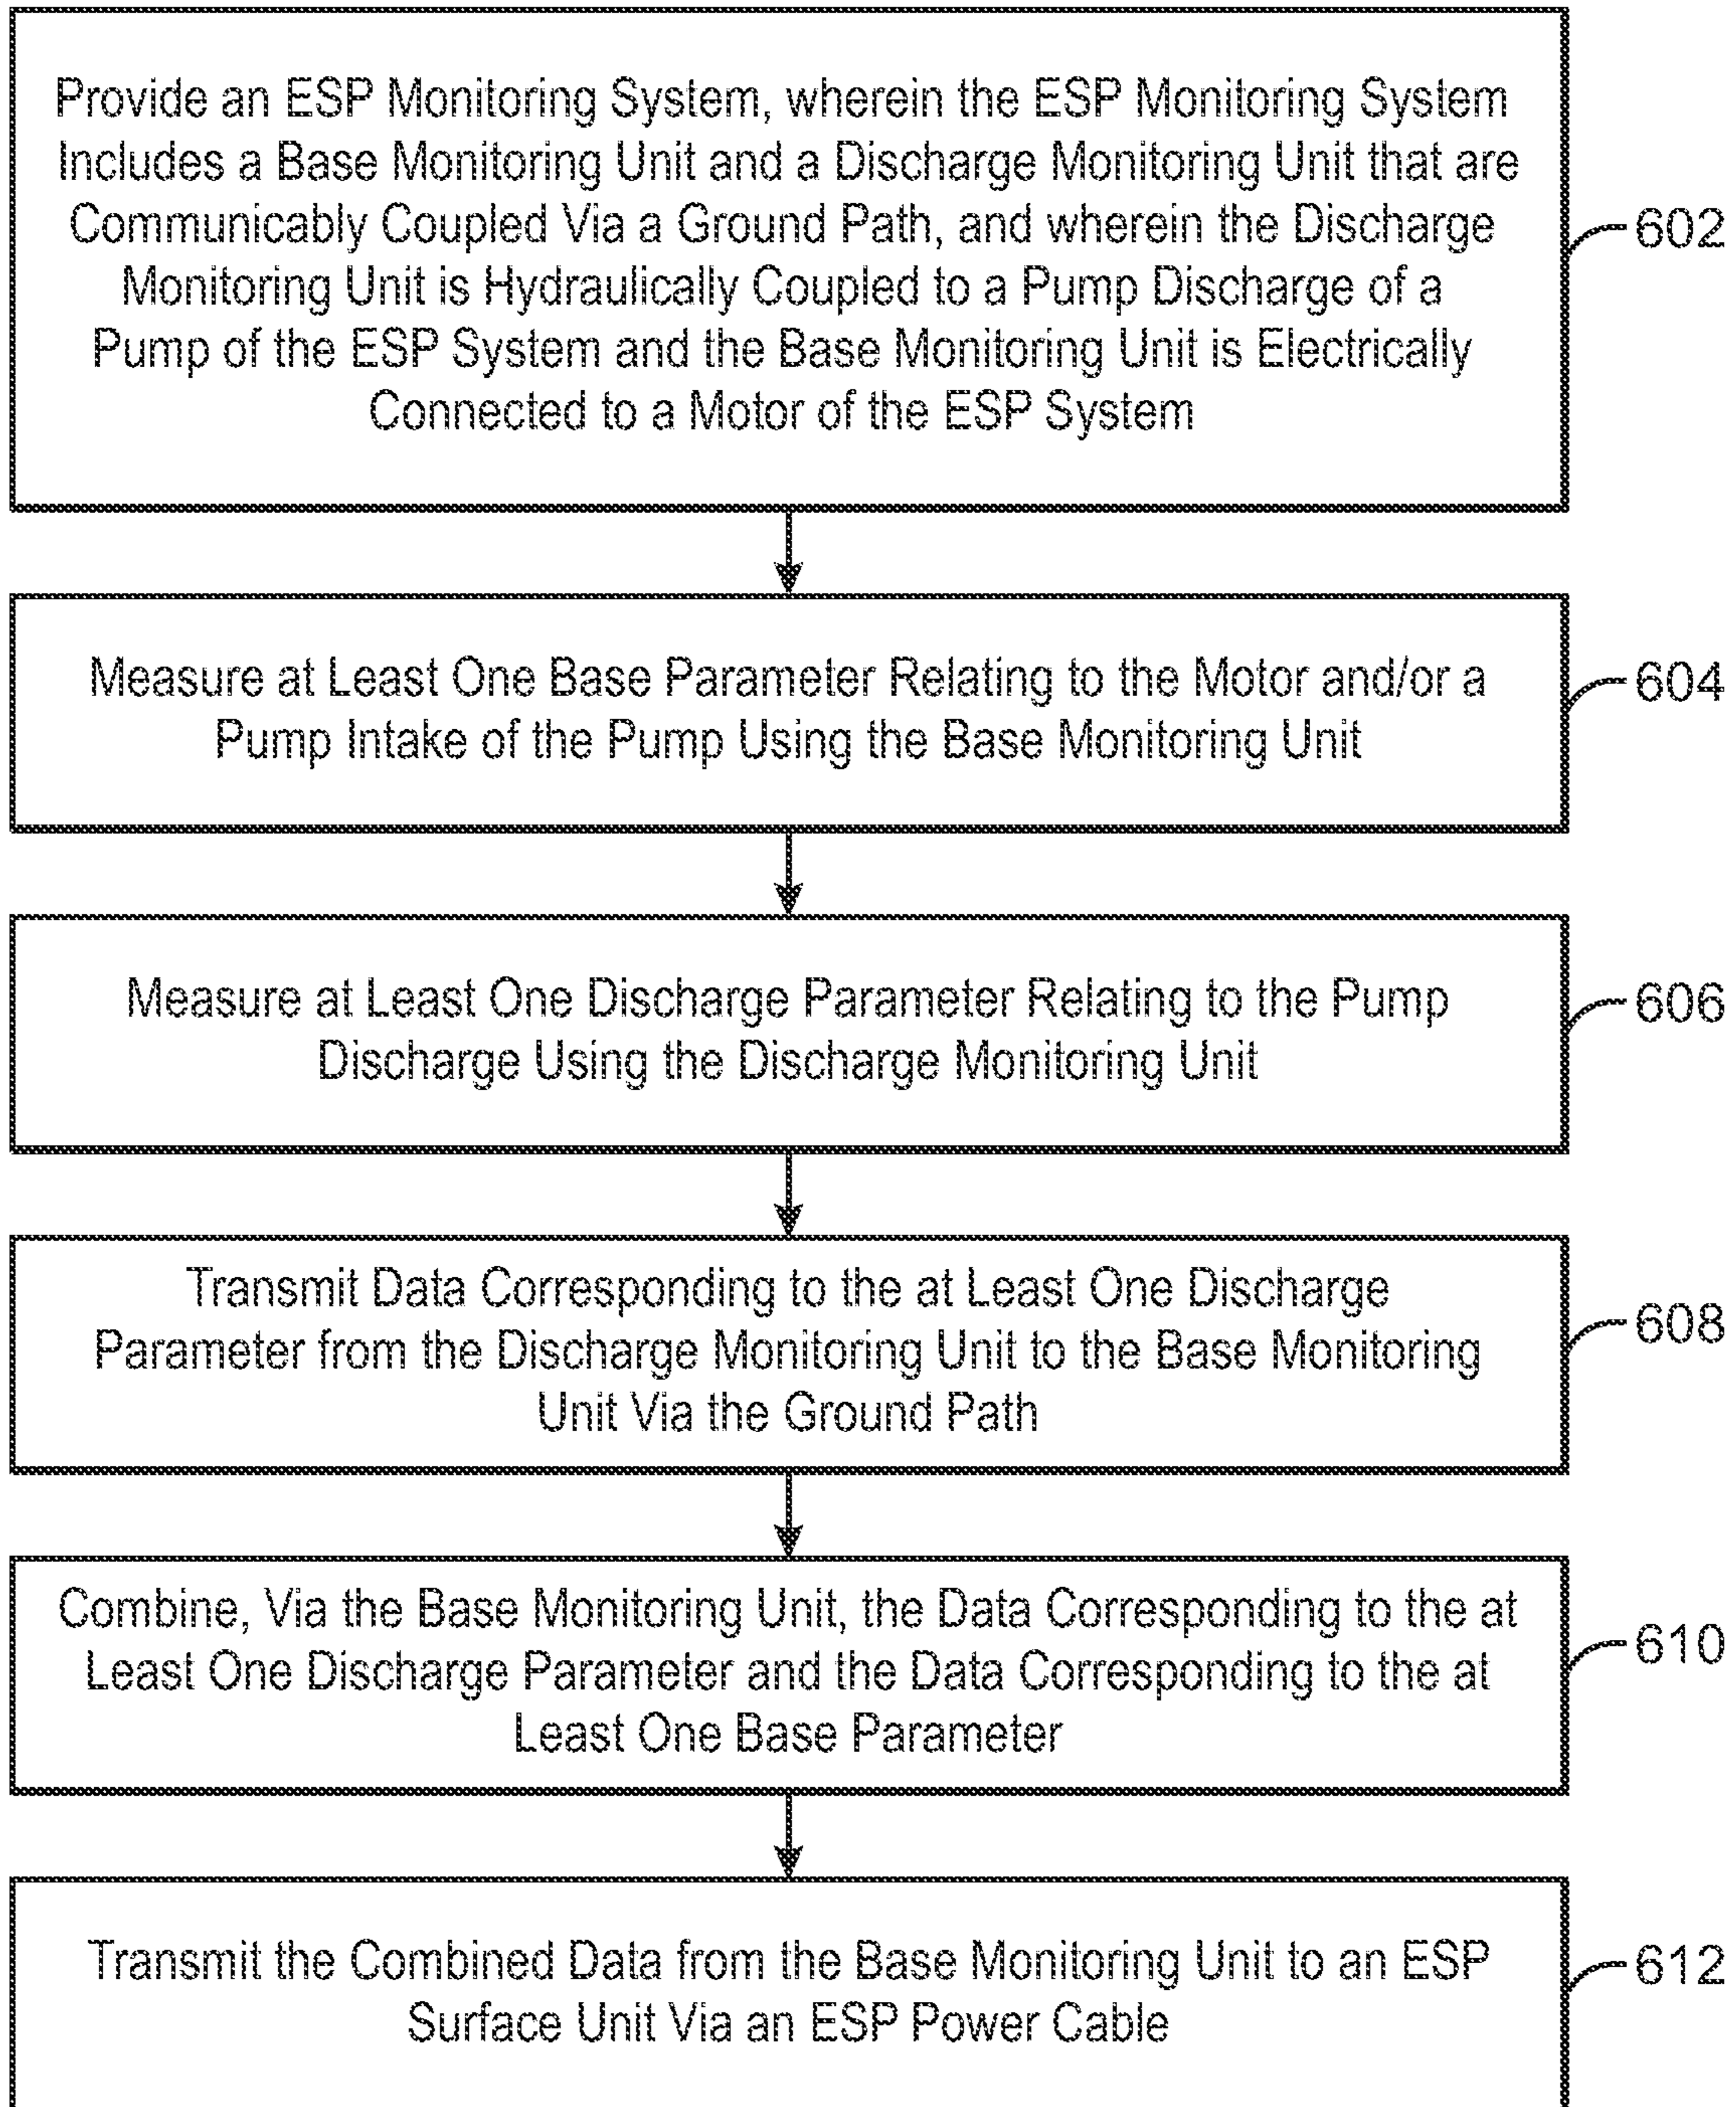 Provide an ESP Monitoring System, wherein the ESP Monitoring System
Includes a Base Monitoring Unit and a Discharge Monitoring Unit that are
Communicably Coupled Via a Ground Path, and wherein the Discharge
Monitoring Unit is Hydraulically Coupled to a Pump Discharge of a
Pump of the ESP System and the Base Monitoring Unit is Electrically
Connected to a Motor of the ESP System
602
Measure at Least One Base Parameter Relating to the Motor and/or a
Pump Intake of the Pump Using the Base Monitoring Unit
604
Measure at Least One Discharge Parameter Relating to the Pump
Discharge Using the Discharge Monitoring Unit
606
Transmit Data Corresponding to the at Least One Discharge
Parameter from the Discharge Monitoring Unit to the Base Monitoring
Unit Via the Ground Path
608
Combine, Via the Base Monitoring Unit, the Data Corresponding to the at
Least One Discharge Parameter and the Data Corresponding to the at
Least One Base Parameter
610
Transmit the Combined Data from the Base Monitoring Unit to an ESP
Surface Unit Via an ESP Power Cable
612